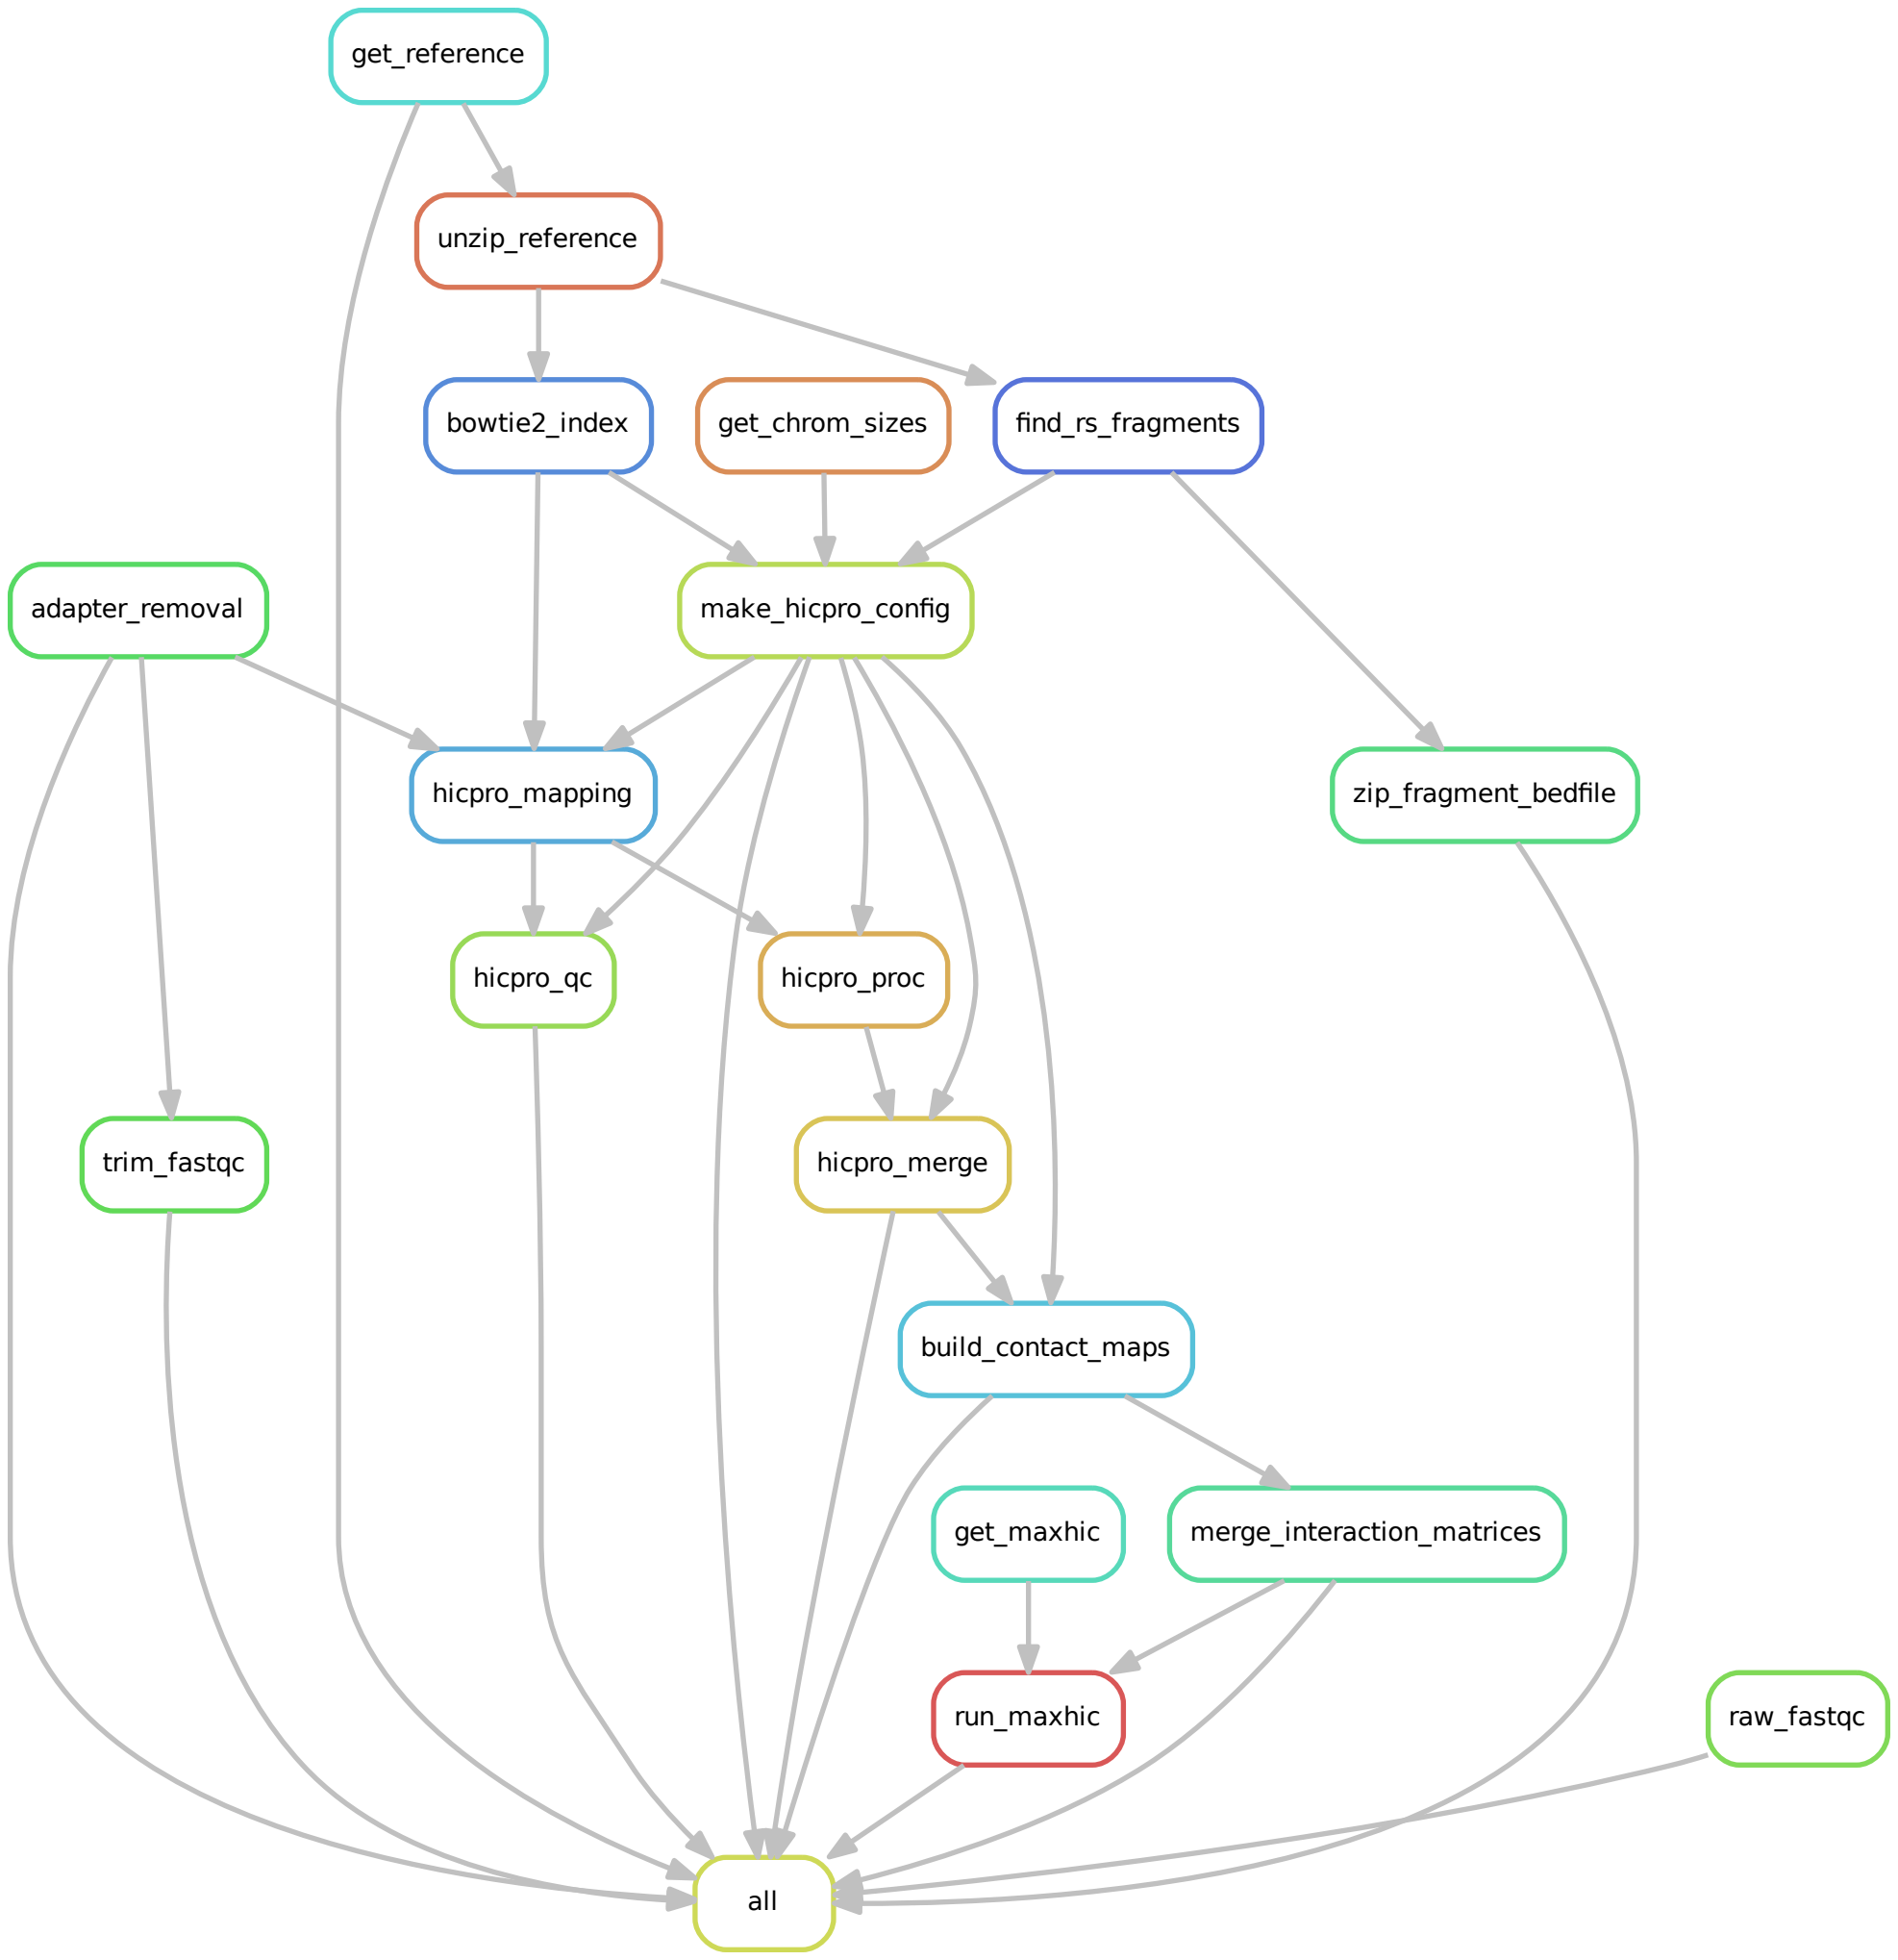 get_reference
unzip_reference
bowtie2_index
get_chrom_sizes
find_rs_fragments
adapter_removal
make_hicpro_config
hicpro_mapping
zip_fragment_bedfile
hicpro_qc
hicpro_proc
trim_fastqc
hicpro_merge
build_contact_maps
get_maxhic
merge_interaction_matrices
run_maxhic
raw_fastqc
all